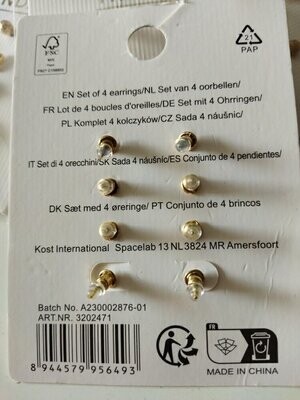 FSC
MIX
21
PAP
EN Set of 4 earrings/NL Set van 4 oorbellen/
FR Lot de 4 boucles d'oreilles/DE Set mit 4 Ohrringen/
PL Komplet 4 kolczyków/CZ Sada 4 náušnic/
IT Set di 4 orecchini/SK Sada 4 náušnic/ES Conjunto de 4 pendientes/
DK Sæt med 4 øreringe/ PT Conjunto de 4 brincos
Kost International Spacelab 13 NL3824 MR Amersfoort
Batch No. A230002876-01
ART.NR. 3202471
8 944579 956493
FR
MADE IN CHINA